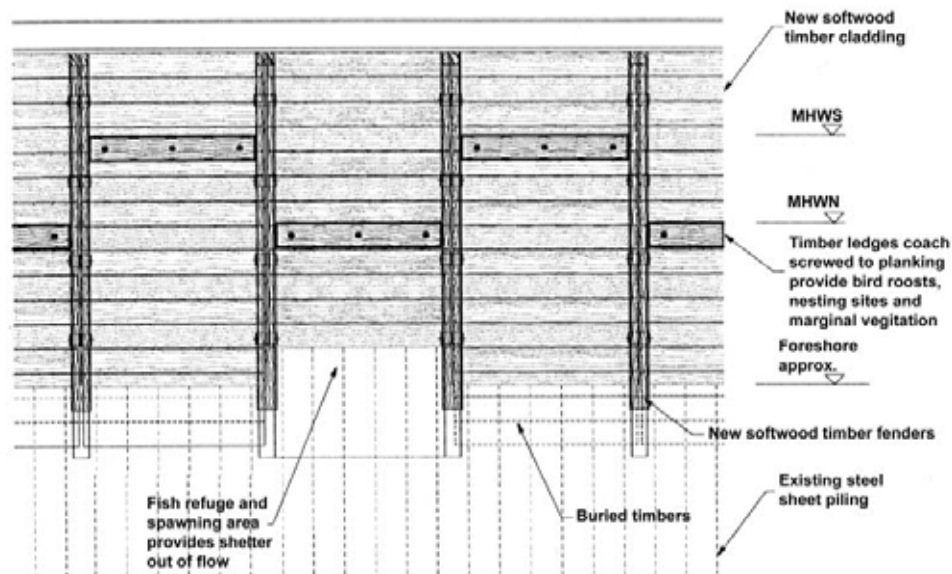 New softwood
timber cladding
MHWS
MHWN
Timber ledges coach
screwed to planking
provide bird roosts,
nesting sites and
marginal vegitation
Foreshore
approx.
New softwood timber fenders
Existing steel
sheet piling
Buried timbers
Fish refuge and
spawning area
provides shelter
out of flow